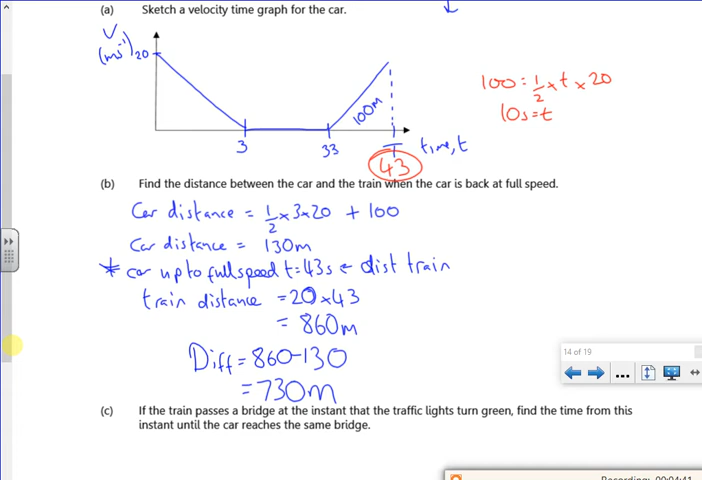 (a) Sketch a velocity time graph for the car.
V
(ms⁻¹) 20
100m
3 33 T time, t
43
100 = 1/2 × t × 20
10s = t
(b) Find the distance between the car and the train when the car is back at full speed.
Car distance = 1/2 × 3 × 20 + 100
Car distance = 130m
* car up to full speed t = 43s ← dist train
train distance = 20 × 43
= 860m
Diff = 860 - 130
= 730m
14 of 19
(c) If the train passes a bridge at the instant that the traffic lights turn green, find the time from this
instant until the car reaches the same bridge.
Recording: 00:04:41